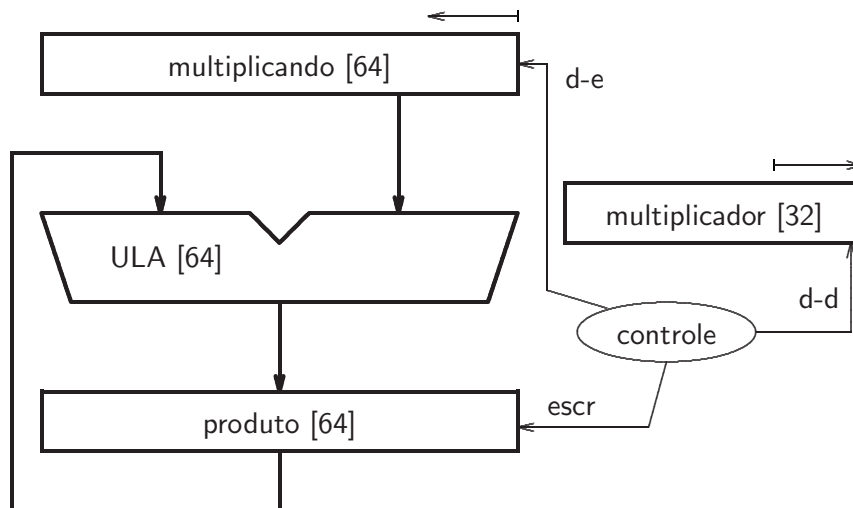 multiplicando [64]
d-e
multiplicador [32]
ULA [64]
d-d
controle
escr
produto [64]